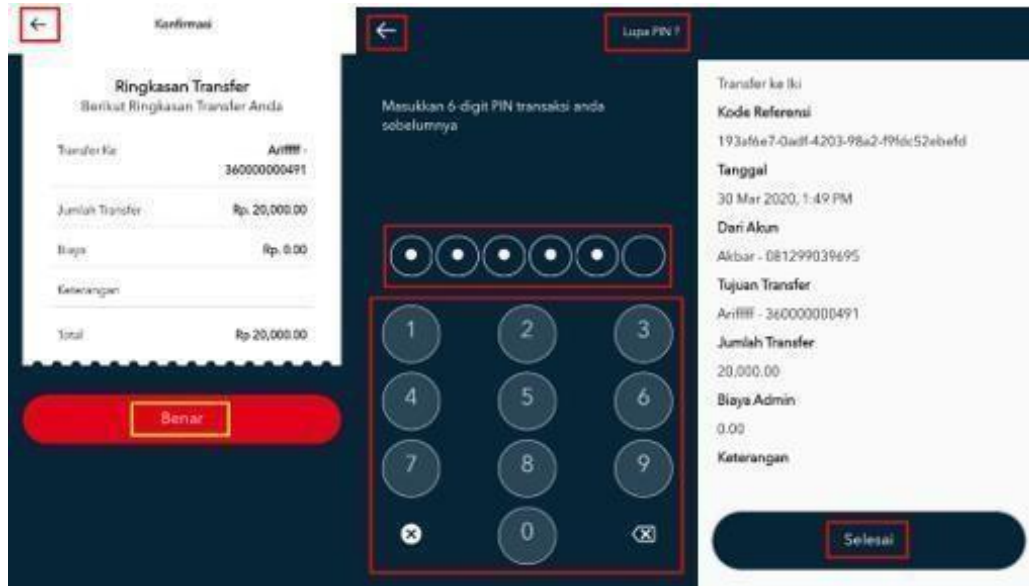 Konfirmasi
Ringkasan Transfer
Berikut Ringkasan Transfer Anda
Transfer Ke
Ariffff -
360000000491
Jumlah Transfer
Rp. 20,000.00
Biaya
Rp. 0.00
Keterangan
Total
Rp 20,000.00
Benar
Lupa PIN ?
Masukkan 6-digit PIN transaksi anda
sebelumnya
1 2 3
4 5 6
7 8 9
0
Transfer ke Iki
Kode Referensi
193af6e7-0adf-4203-98a2-f9fdc52ebefd
Tanggal
30 Mar 2020, 1:49 PM
Dari Akun
Akbar - 081299039695
Tujuan Transfer
Ariffff - 360000000491
Jumlah Transfer
20,000.00
Biaya Admin
0.00
Keterangan
Selesai